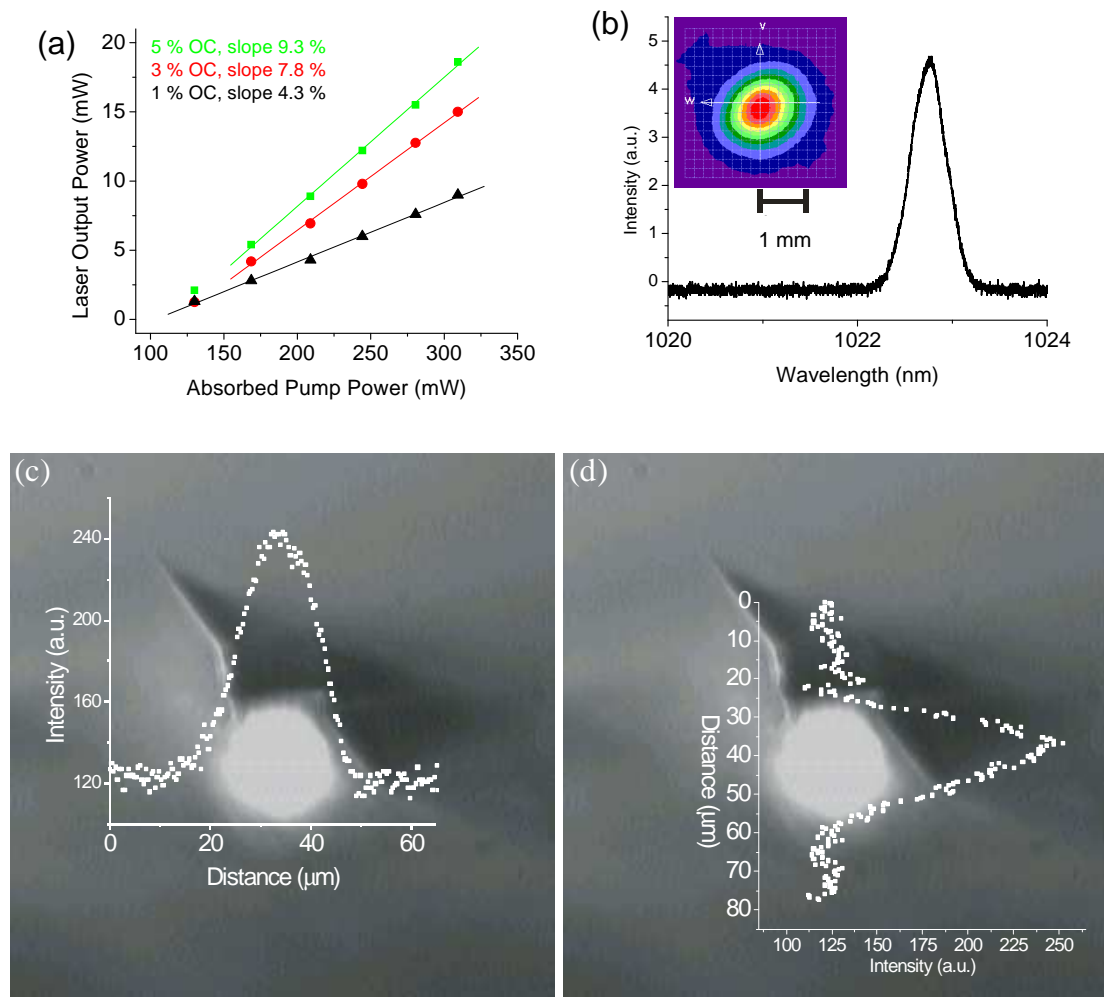 (a)
5 % OC, slope 9.3 %
3 % OC, slope 7.8 %
1 % OC, slope 4.3 %
20
15
10
5
0
Laser Output Power (mW)
100 150 200 250 300 350
Absorbed Pump Power (mW)
(b)
5
4
3
2
1
0
Intensity (a.u.)
v
w
1 mm
1020 1022 1024
Wavelength (nm)
(c)
240
200
160
120
Intensity (a.u.)
0 20 40 60
Distance (μm)
(d)
0
10
20
30
40
50
60
70
80
Distance (μm)
100 125 150 175 200 225 250
Intensity (a.u.)